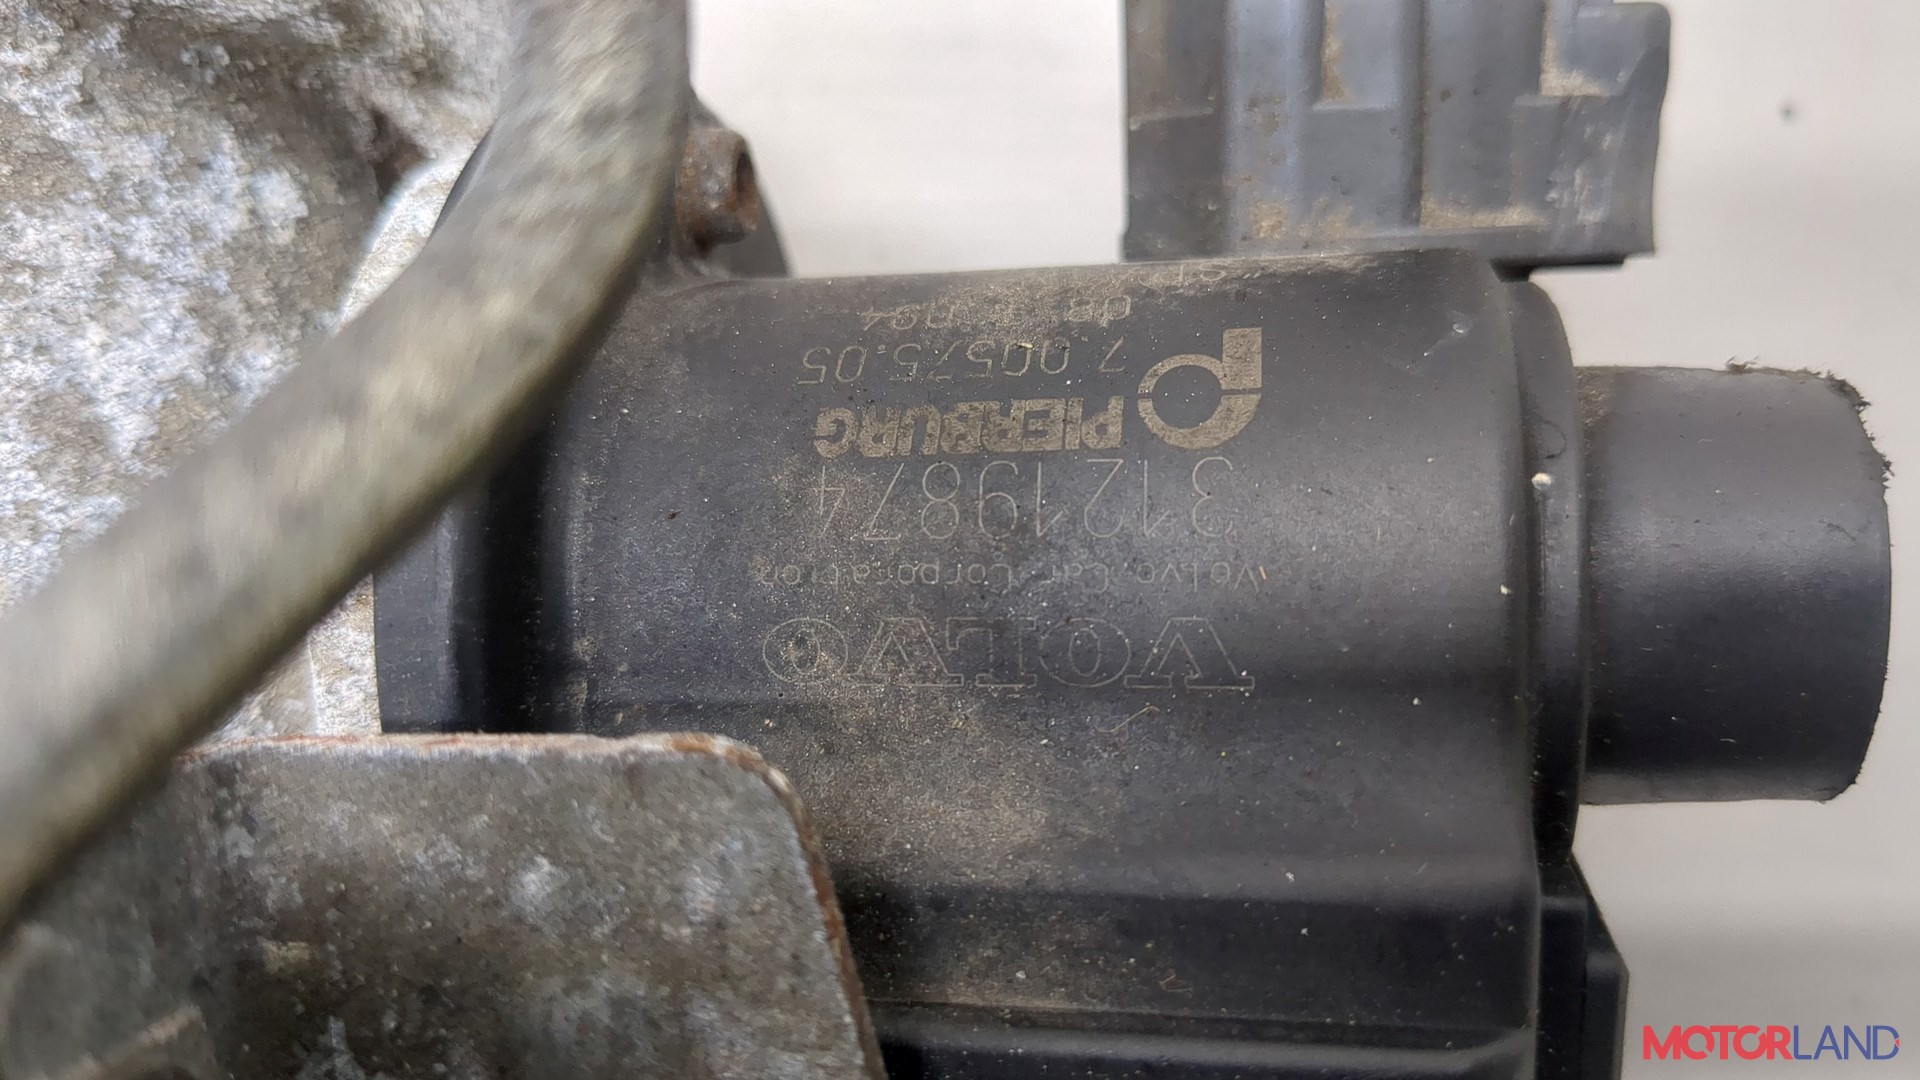 VOLVO
Volvo Car Corporation
31219874
PIERBURG
7.00575.05
MOTORLAND